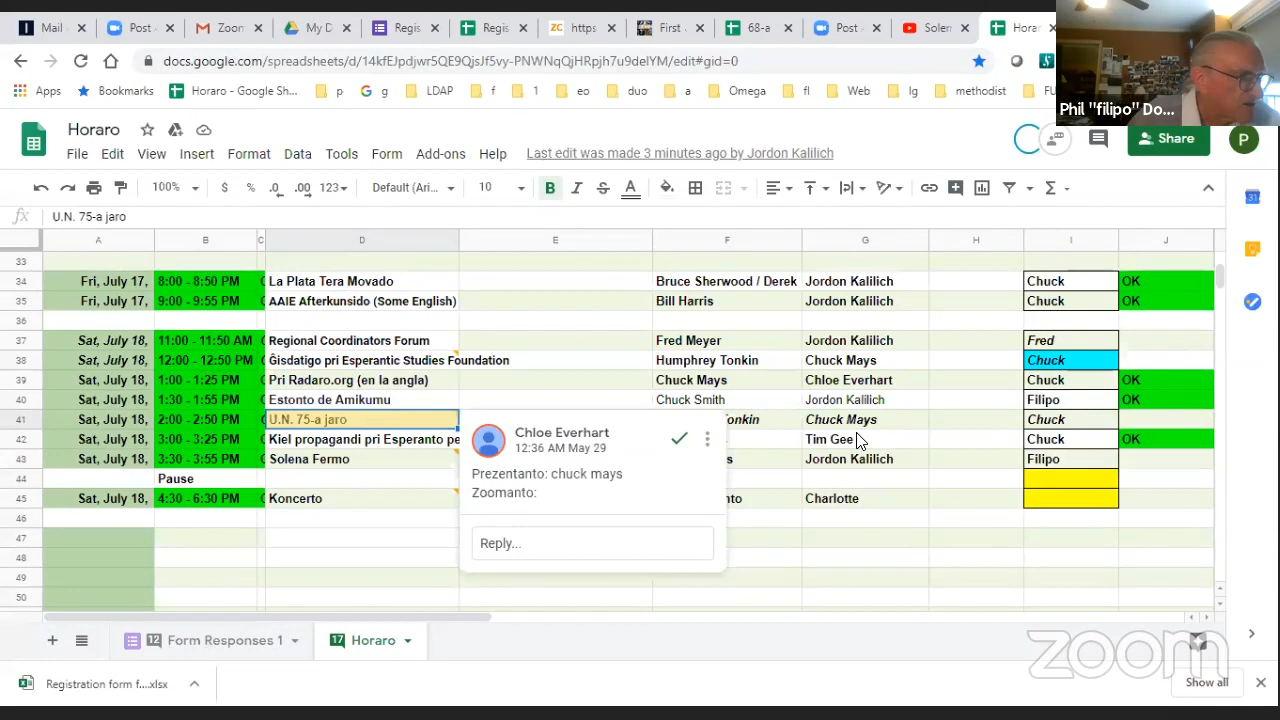 Mail
Post -
Zoom
My D
Regis
Regis
https
First
68-a
Post -
Solen
Hora
docs.google.com/spreadsheets/d/14kfEJpdwr5QE9QjsJf5vy-PNWNqQjHRpjh7u9delYM/edit#gid=0
Apps Bookmarks Horaro - Google Sh... p g LDAP f 1 eo duo a Omega fl Web lg methodist FU
Phil "filipo" Do...
Horaro
File Edit View Insert Format Data Tools Form Add-ons Help Last edit was made 3 minutes ago by Jordon Kalilich
Share
P
100% $ % .0 .00 123 Default (Ari... 10 B I S A
fx U.N. 75-a jaro
A B C D E F G H I J
33
34 Fri, July 17, 8:00 - 8:50 PM La Plata Tera Movado Bruce Sherwood / Derek Jordon Kalilich Chuck OK
35 Fri, July 17, 9:00 - 9:55 PM AAIE Afterkunsido (Some English) Bill Harris Jordon Kalilich Chuck OK
36
37 Sat, July 18, 11:00 - 11:50 AM Regional Coordinators Forum Fred Meyer Jordon Kalilich Fred
38 Sat, July 18, 12:00 - 12:50 PM Ĝisdatigo pri Esperantic Studies Foundation Humphrey Tonkin Chuck Mays Chuck
39 Sat, July 18, 1:00 - 1:25 PM Pri Radaro.org (en la angla) Chuck Mays Chloe Everhart Chuck OK
40 Sat, July 18, 1:30 - 1:55 PM Estonto de Amikumu Chuck Smith Jordon Kalilich Filipo OK
41 Sat, July 18, 2:00 - 2:50 PM U.N. 75-a jaro onkin Chuck Mays Chuck
42 Sat, July 18, 3:00 - 3:25 PM Kiel propagandi pri Esperanto pe Tim Gee Chuck OK
43 Sat, July 18, 3:30 - 3:55 PM Solena Fermo s Jordon Kalilich Filipo
44 Pause
45 Sat, July 18, 4:30 - 6:30 PM Koncerto nto Charlotte
46
47
48
49
50
Chloe Everhart
12:36 AM May 29
Prezentanto: chuck mays
Zoomanto:
Reply...
12 Form Responses 1
17 Horaro
zoom
Registration form f....xlsx
Show all